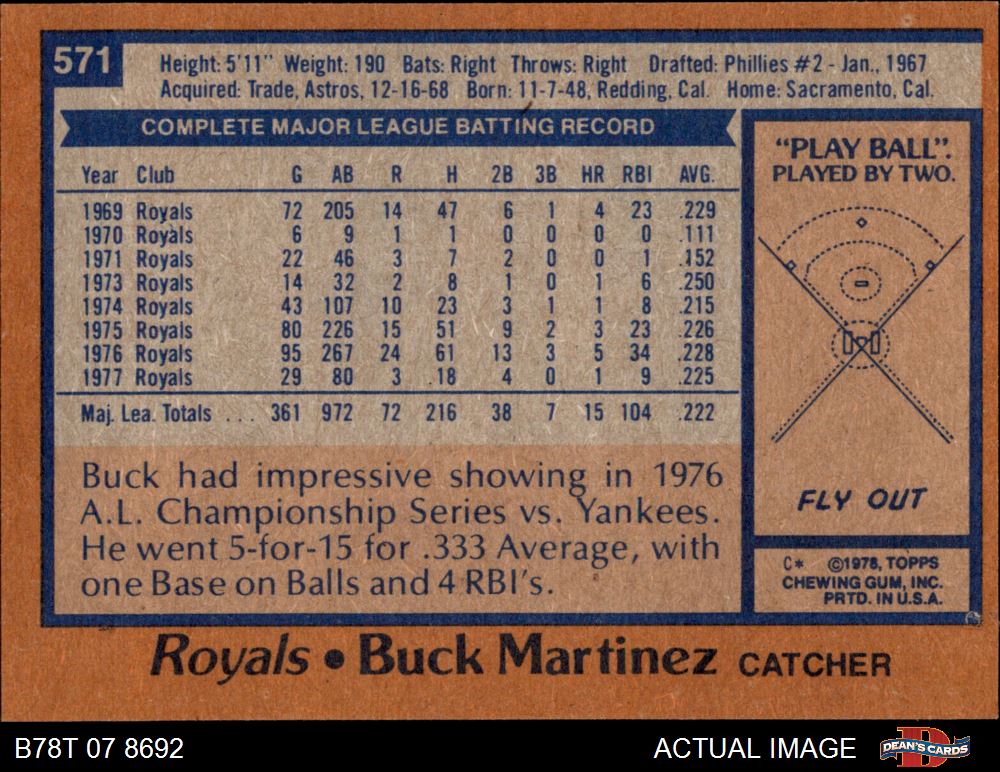 571
Height: 5'11" Weight: 190 Bats: Right Throws: Right Drafted: Phillies #2 - Jan., 1967
Acquired: Trade, Astros, 12-16-68 Born: 11-7-48, Redding, Cal. Home: Sacramento, Cal.
COMPLETE MAJOR LEAGUE BATTING RECORD
Year Club G AB R H 2B 3B HR RBI AVG.
1969 Royals 72 205 14 47 6 1 4 23 .229
1970 Royals 6 9 1 1 0 0 0 0 .111
1971 Royals 22 46 3 7 2 0 0 1 .152
1973 Royals 14 32 2 8 1 0 1 6 .250
1974 Royals 43 107 10 23 3 1 1 8 .215
1975 Royals 80 226 15 51 9 2 3 23 .226
1976 Royals 95 267 24 61 13 3 5 34 .228
1977 Royals 29 80 3 18 4 0 1 9 .225
Maj. Lea. Totals ... 361 972 72 216 38 7 15 104 .222
Buck had impressive showing in 1976
A.L. Championship Series vs. Yankees.
He went 5-for-15 for .333 Average, with
one Base on Balls and 4 RBI's.
"PLAY BALL".
PLAYED BY TWO.
FLY OUT
C* ©1978, TOPPS
CHEWING GUM, INC.
PRTD. IN U.S.A.
Royals • Buck Martinez CATCHER
B78T 07 8692
ACTUAL IMAGE
D
DEAN'S CARDS